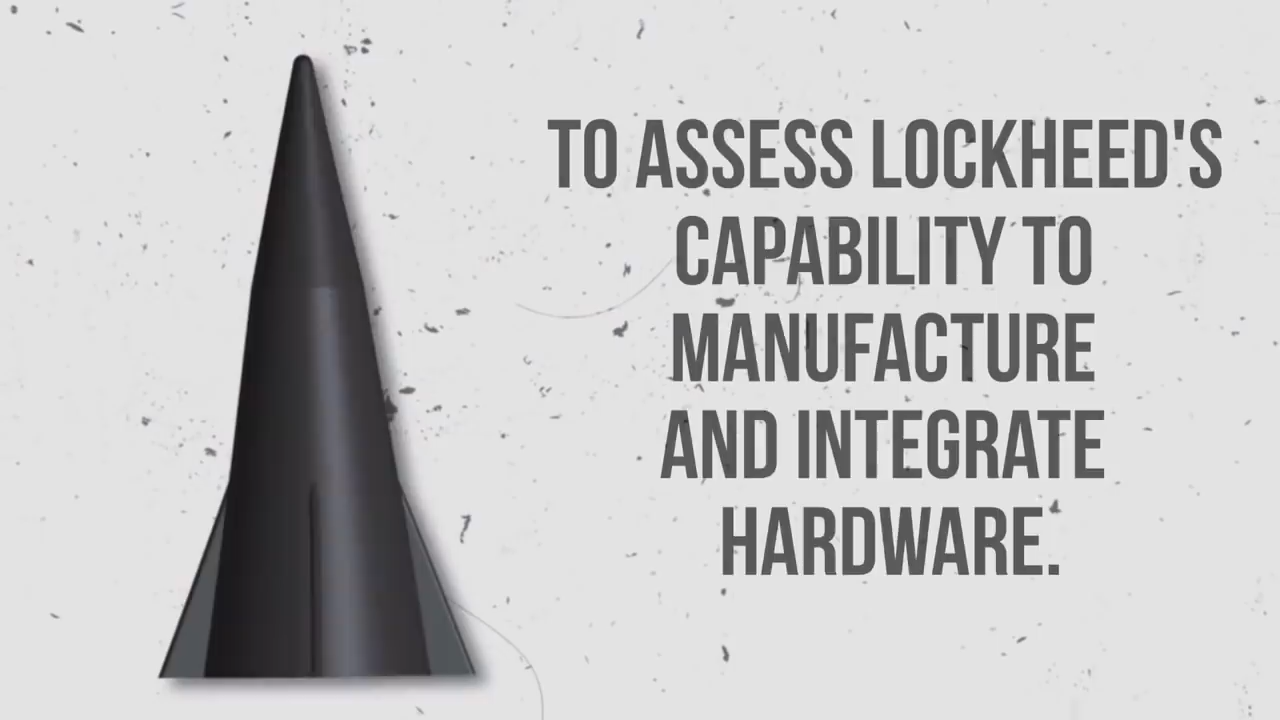 TO ASSESS LOCKHEED'S
CAPABILITY TO
MANUFACTURE
AND INTEGRATE
HARDWARE.